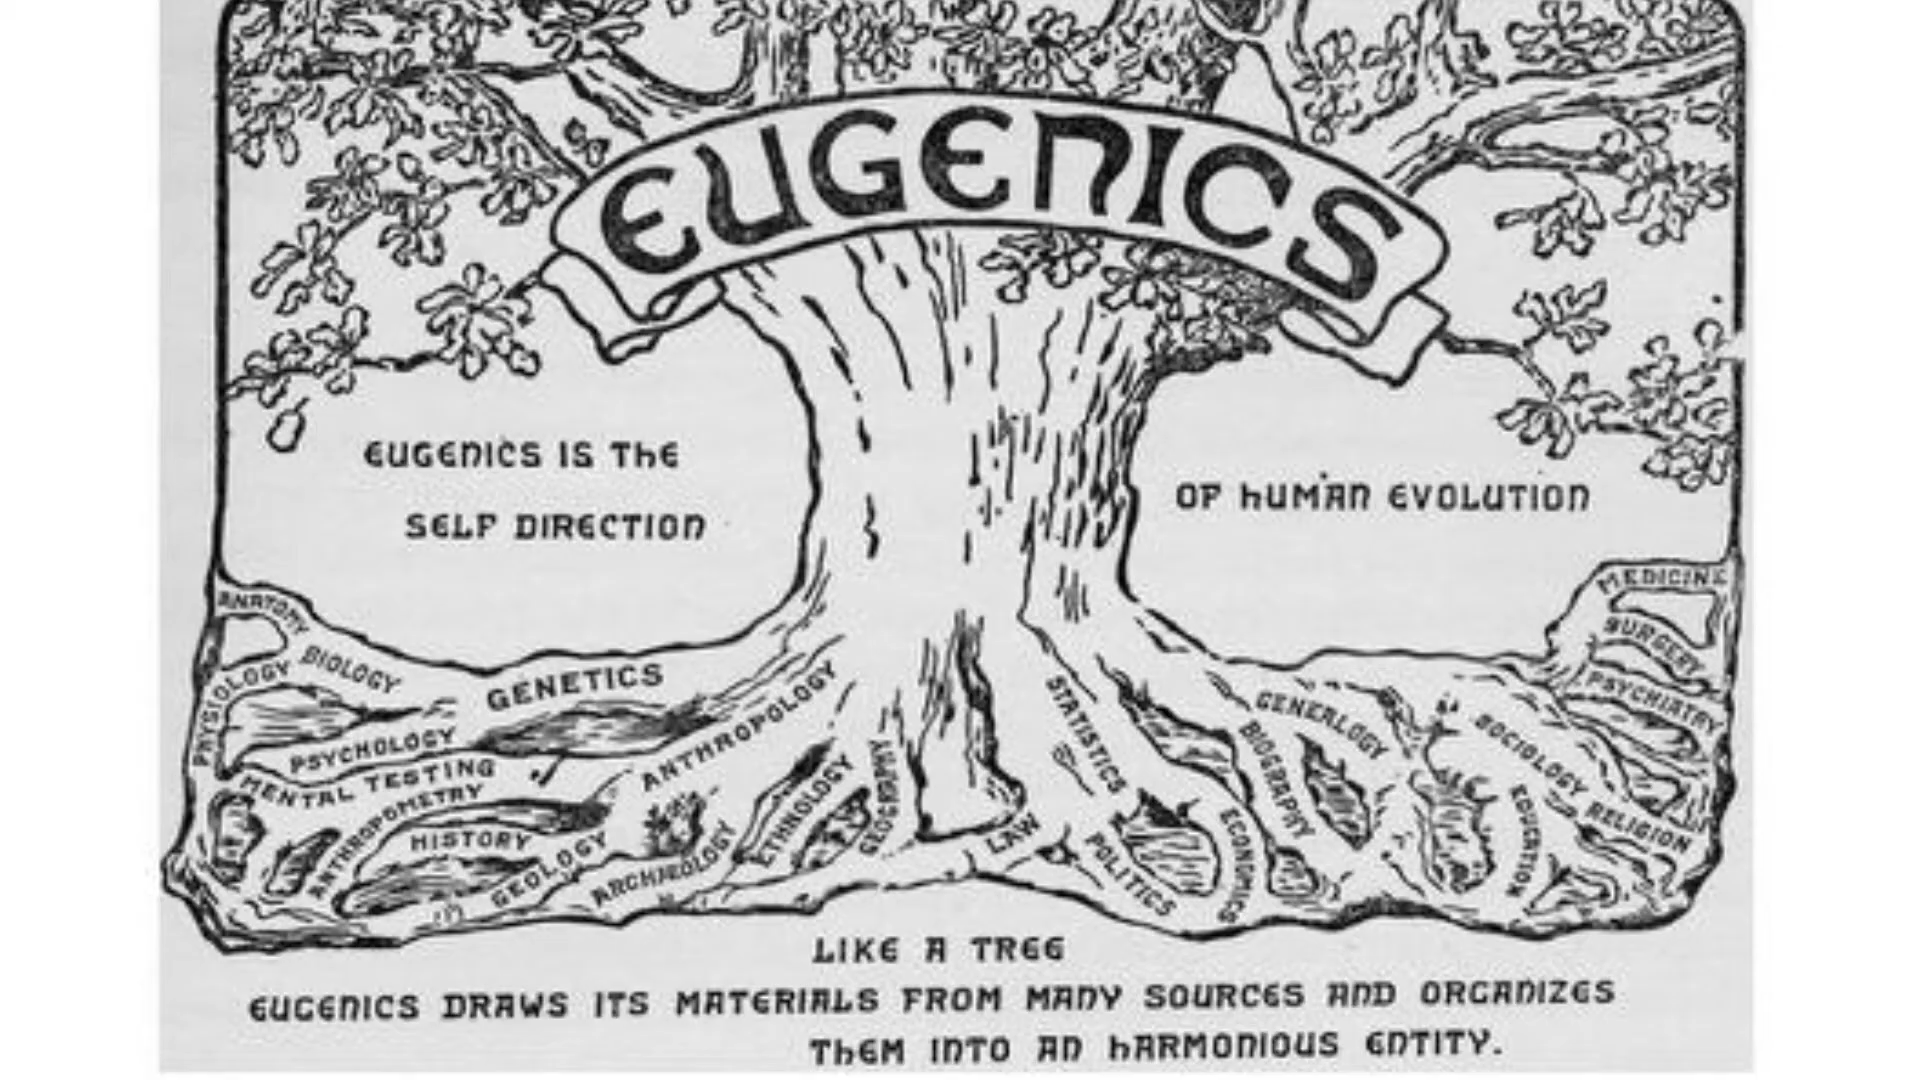 EUGENICS
EUGENICS IS THE
SELF DIRECTION
OF HUMAN EVOLUTION
ANATOMY
BIOLOGY
PHYSIOLOGY
GENETICS
PSYCHOLOGY
MENTAL TESTING
ANTHROPOMETRY
HISTORY
GEOLOGY
ANTHROPOLOGY
ARCHÆOLOGY
ETHNOLOGY
GEOGRAPHY
LAW
STATISTICS
POLITICS
ECONOMICS
BIOGRAPHY
GENEALOGY
EDUCATION
SOCIOLOGY
RELIGION
PSYCHIATRY
SURGERY
MEDICINE
LIKE A TREE
EUGENICS DRAWS ITS MATERIALS FROM MANY SOURCES AND ORGANIZES
THEM INTO AN HARMONIOUS ENTITY.